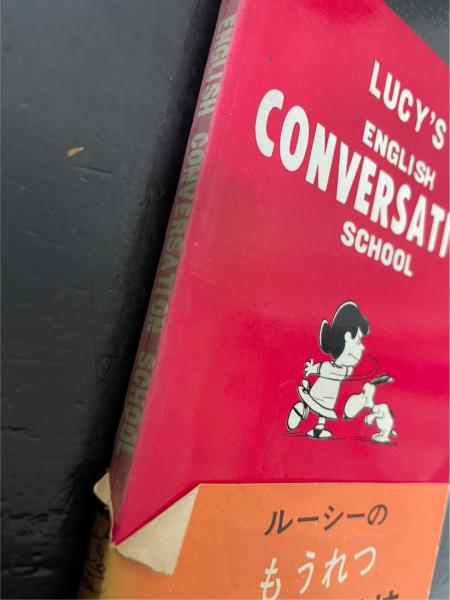 LUCY'S
ENGLISH
CONVERSATI
SCHOOL
ENGLISH CONVERSATION SCHOOL
ルーシーの
もうれつ